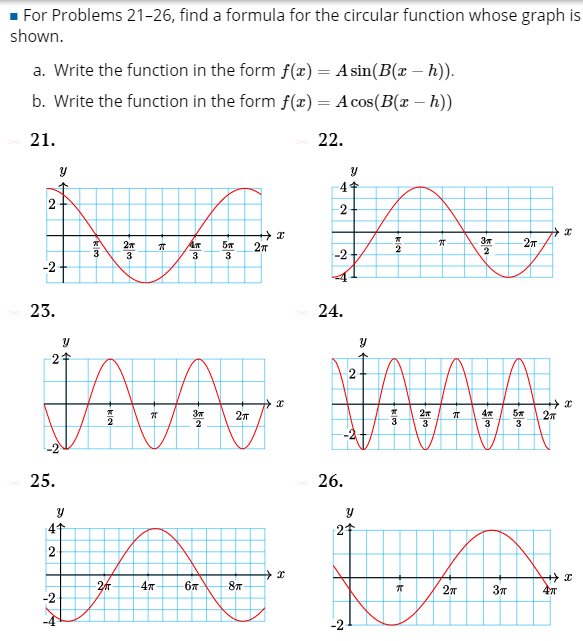 ▪ For Problems 21–26, find a formula for the circular function whose graph is
shown.
a. Write the function in the form f(x) = A sin(B(x − h)).
b. Write the function in the form f(x) = A cos(B(x − h))
21. 22.
y
2
-2
π/3 2π/3 π 4π/3 5π/3 2π x
y
4
2
-2
-4
π/2 π 3π/2 2π x
23. 24.
y
2
-2
π/2 π 3π/2 2π x
y
2
-2
π/3 2π/3 π 4π/3 5π/3 2π x
25. 26.
y
4
2
-2
-4
2π 4π 6π 8π x
y
2
-2
π 2π 3π 4π x